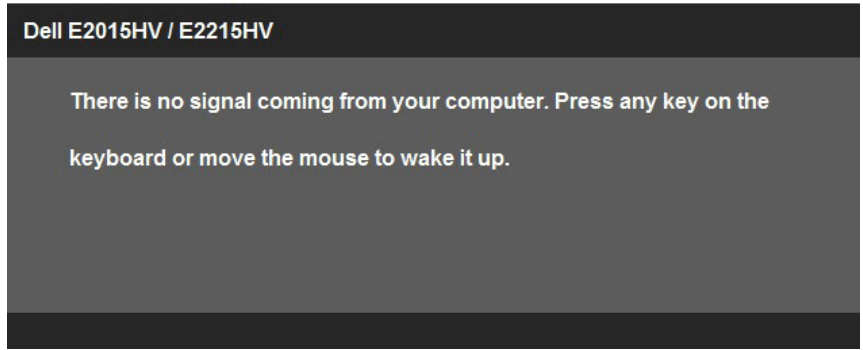 Dell E2015HV / E2215HV
There is no signal coming from your computer. Press any key on the
keyboard or move the mouse to wake it up.